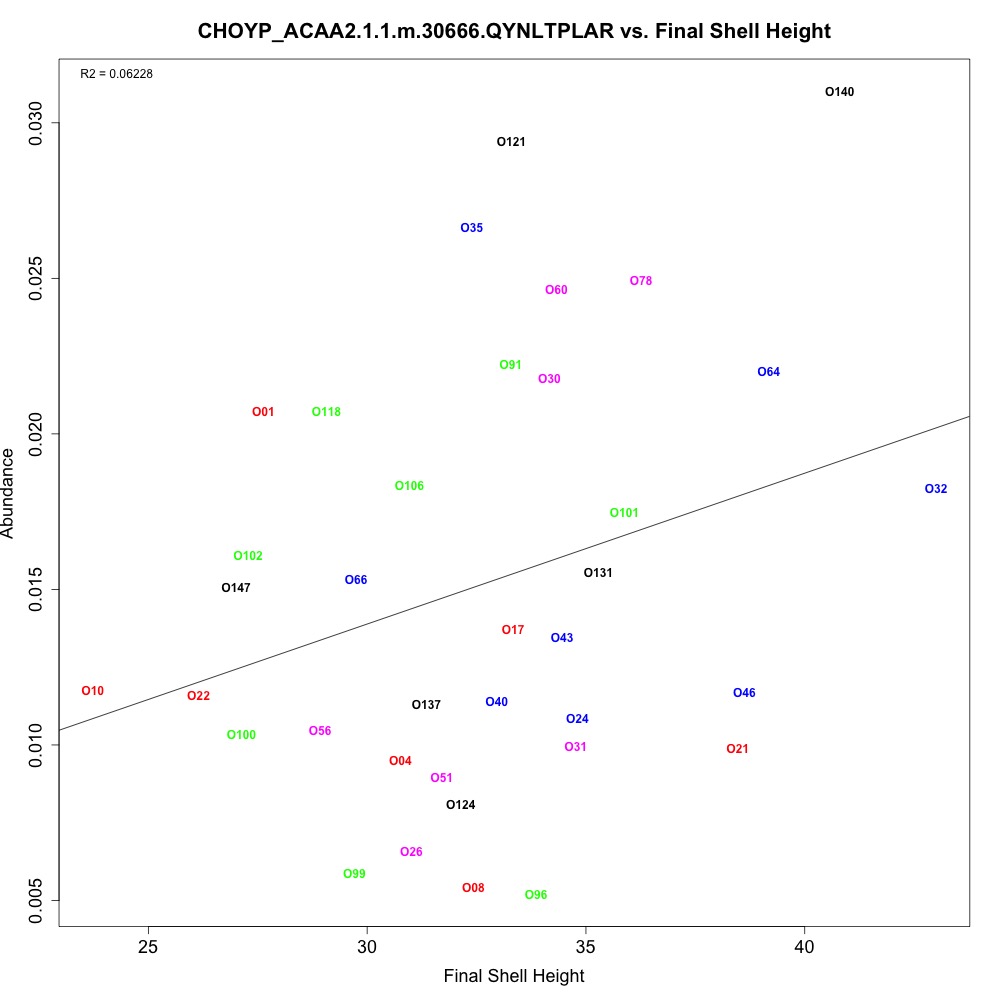 CHOYP_ACAA2.1.1.m.30666.QYNLTPLAR vs. Final Shell Height
R2 = 0.06228
O140
O121
O35
O78
O60
O91
O64
O30
O01
O118
O106
O32
O101
O102
O131
O66
O147
O17
O43
O10
O46
O22
O40
O137
O24
O56
O100
O31
O21
O04
O51
O124
O26
O99
O08
O96
0.030
0.025
0.020
0.015
0.010
0.005
Abundance
25 30 35 40
Final Shell Height